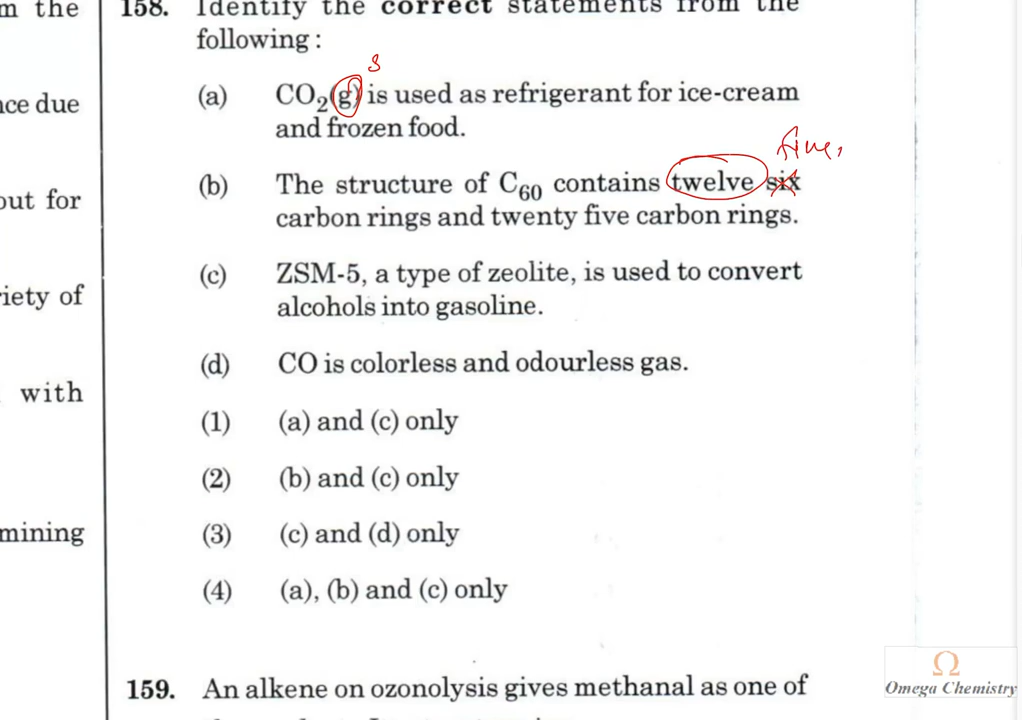 m the
nce due
out for
riety of
with
mining
158. Identify the correct statements from the
following :
s
(a) CO2(g) is used as refrigerant for ice-cream
and frozen food.
five,
(b) The structure of C60 contains twelve six
carbon rings and twenty five carbon rings.
(c) ZSM-5, a type of zeolite, is used to convert
alcohols into gasoline.
(d) CO is colorless and odourless gas.
(1) (a) and (c) only
(2) (b) and (c) only
(3) (c) and (d) only
(4) (a), (b) and (c) only
159. An alkene on ozonolysis gives methanal as one of
Ω
Omega Chemistry